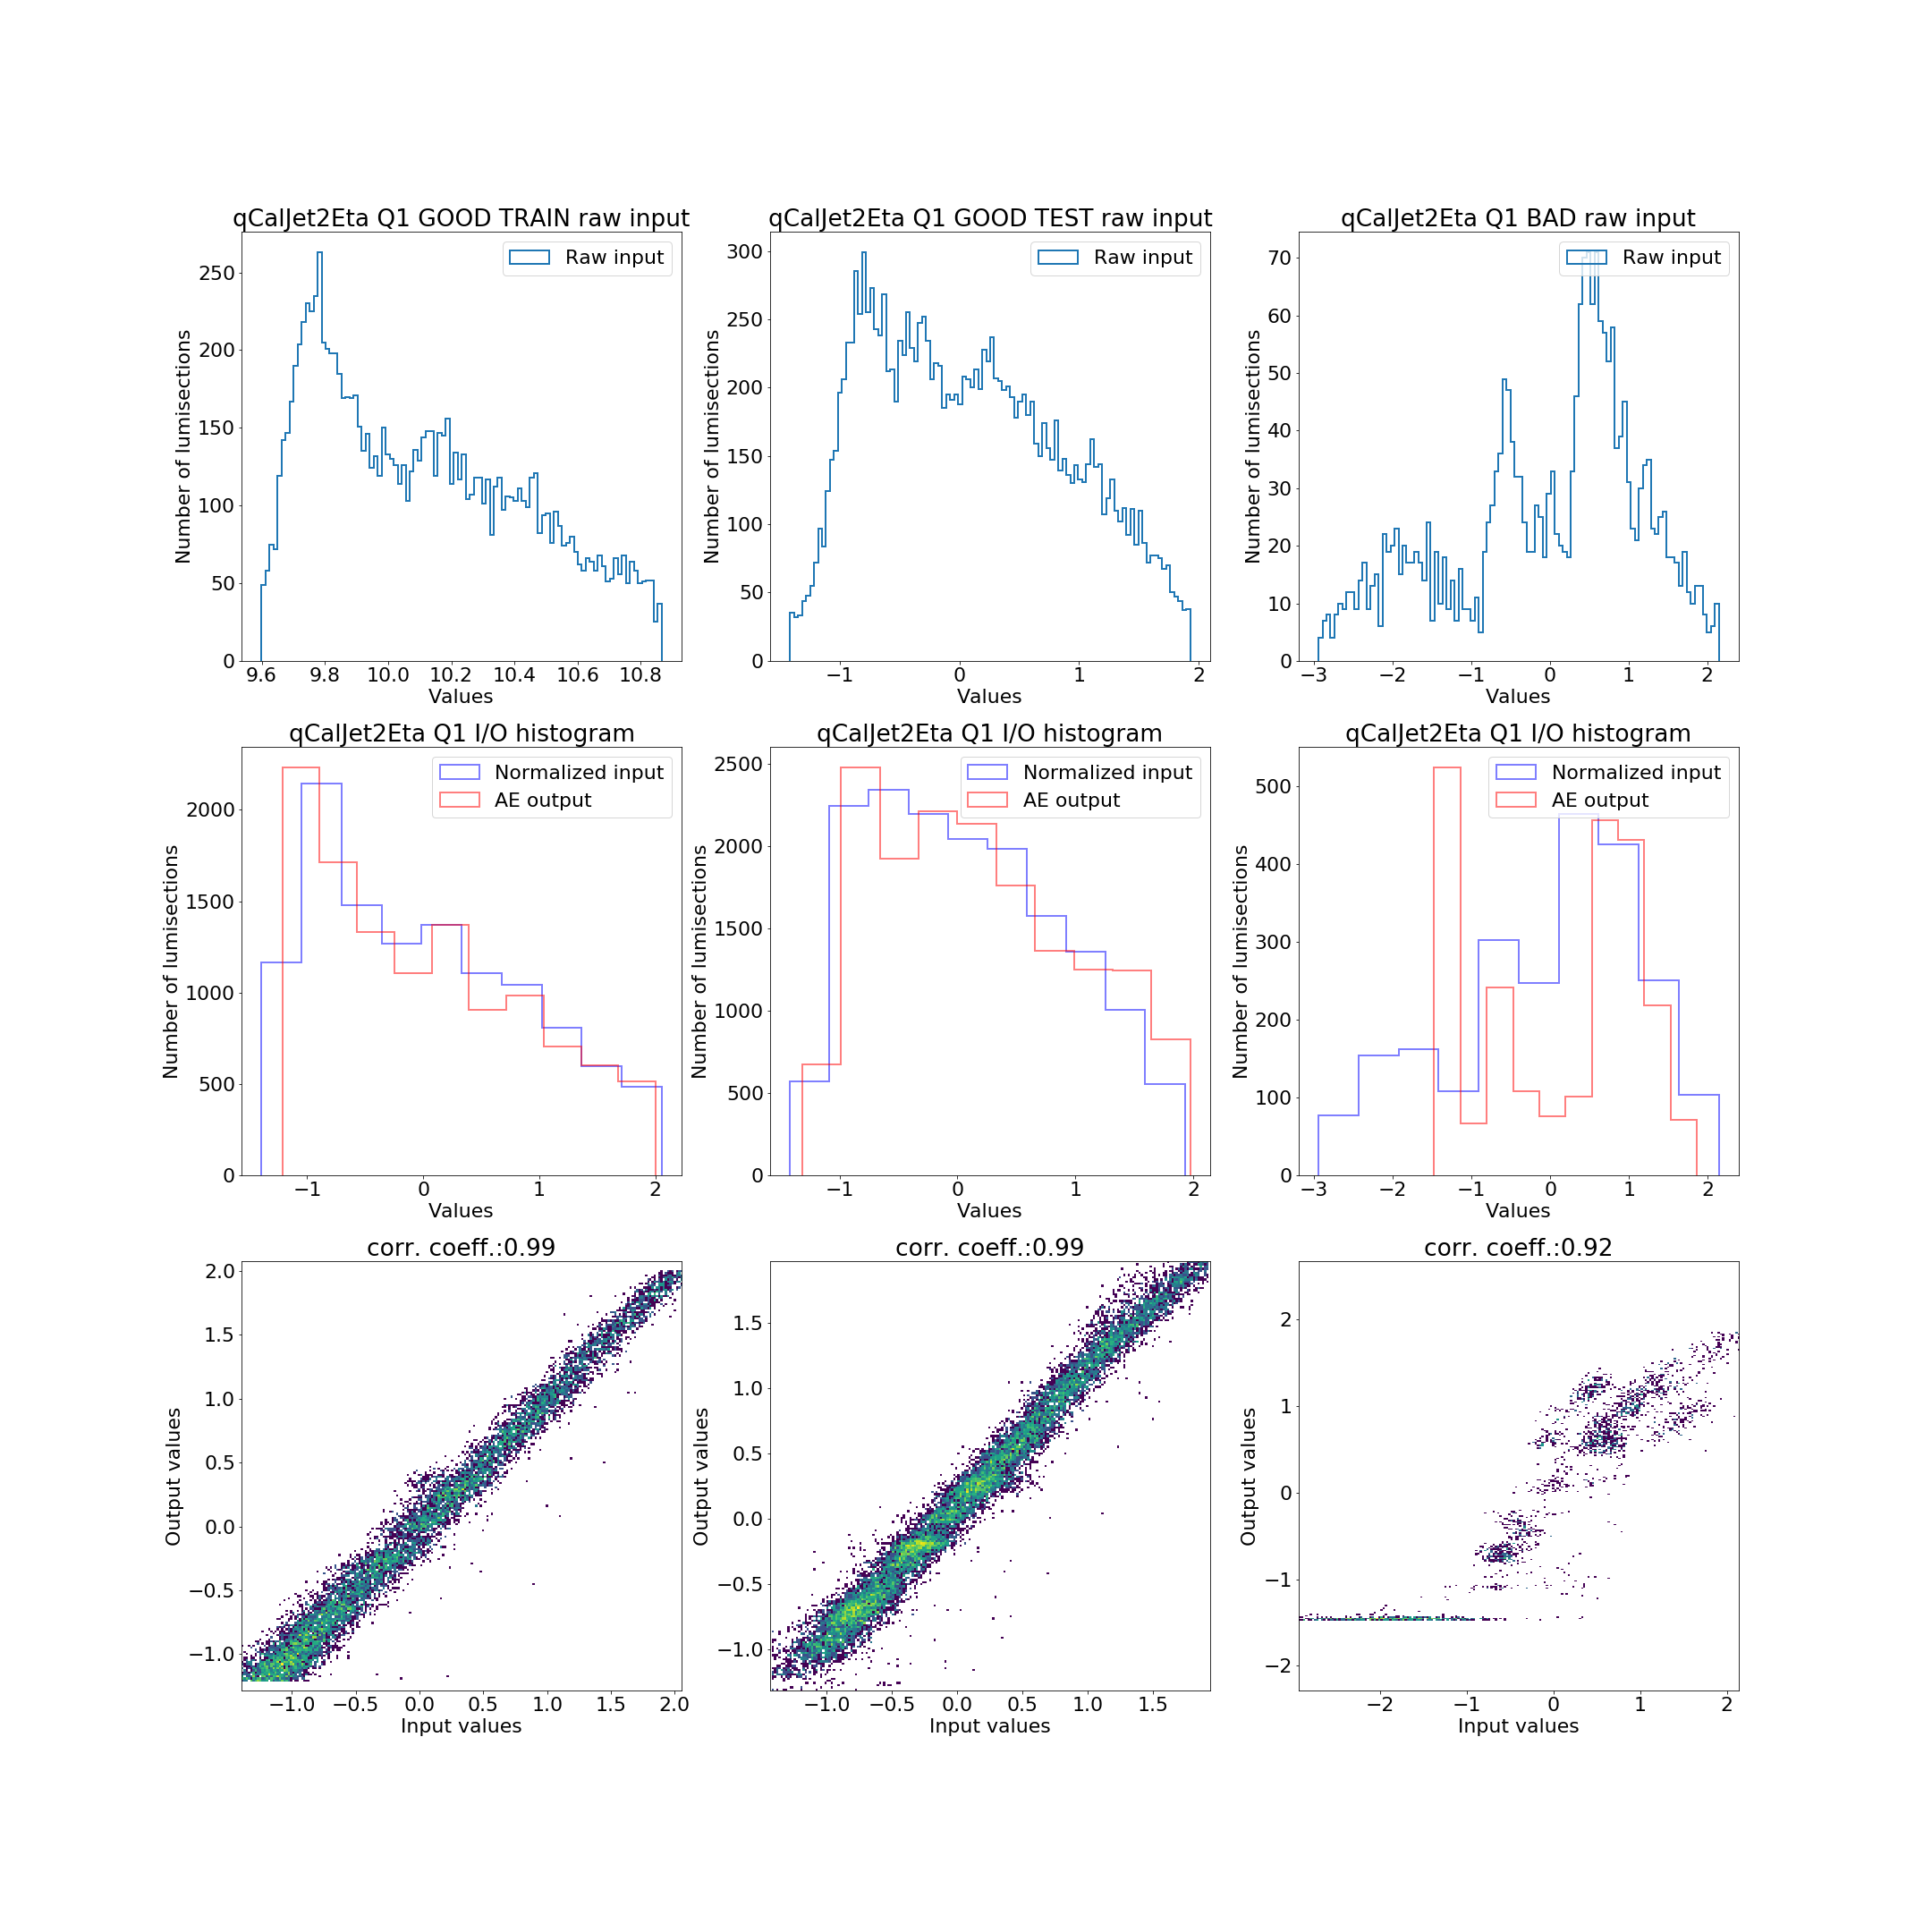 qCalJet2Eta Q1 GOOD TRAIN raw input
Raw input
Number of lumisections
0
50
100
150
200
250
9.6 9.8 10.0 10.2 10.4 10.6 10.8
Values
qCalJet2Eta Q1 GOOD TEST raw input
Raw input
Number of lumisections
0
50
100
150
200
250
300
−1 0 1 2
Values
qCalJet2Eta Q1 BAD raw input
Raw input
Number of lumisections
0
10
20
30
40
50
60
70
−3 −2 −1 0 1 2
Values
qCalJet2Eta Q1 I/O histogram
Normalized input
AE output
Number of lumisections
0
500
1000
1500
2000
−1 0 1 2
Values
qCalJet2Eta Q1 I/O histogram
Normalized input
AE output
Number of lumisections
0
500
1000
1500
2000
2500
−1 0 1 2
Values
qCalJet2Eta Q1 I/O histogram
Normalized input
AE output
Number of lumisections
0
100
200
300
400
500
−3 −2 −1 0 1 2
Values
corr. coeff.:0.99
Output values
−1.0
−0.5
0.0
0.5
1.0
1.5
2.0
−1.0 −0.5 0.0 0.5 1.0 1.5 2.0
Input values
corr. coeff.:0.99
Output values
−1.0
−0.5
0.0
0.5
1.0
1.5
−1.0 −0.5 0.0 0.5 1.0 1.5
Input values
corr. coeff.:0.92
Output values
−2
−1
0
1
2
−2 −1 0 1 2
Input values